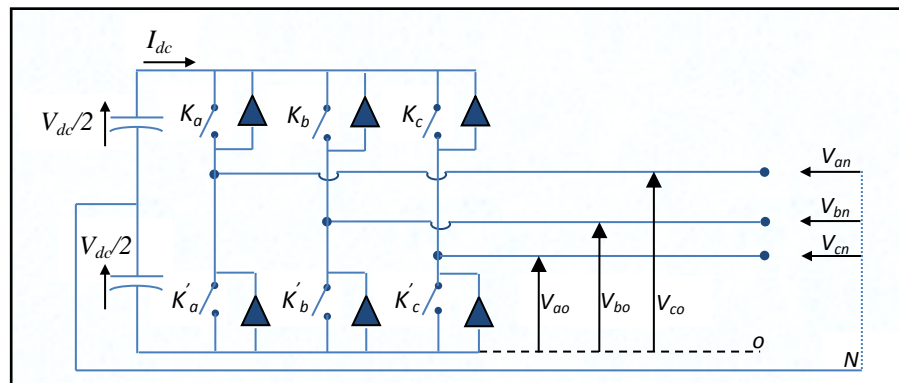 I_dc
K_a
K_b
K_c
V_dc/2
V_an
V_bn
V_dc/2
V_cn
K'_a
K'_b
K'_c
V_ao
V_bo
V_co
o
N